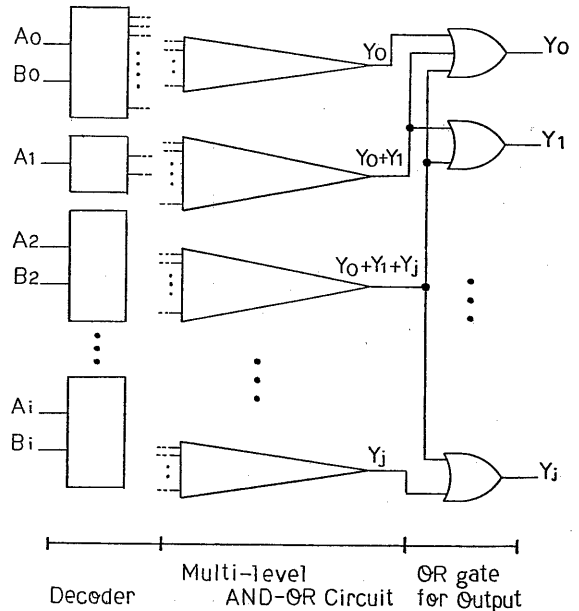 A0
B0
A1
A2
B2
Ai
Bi
Y0
Y0+Y1
Y0+Y1+Yj
Yj
Y0
Y1
Yj
Decoder
Multi-level
AND-OR Circuit
OR gate
for Output